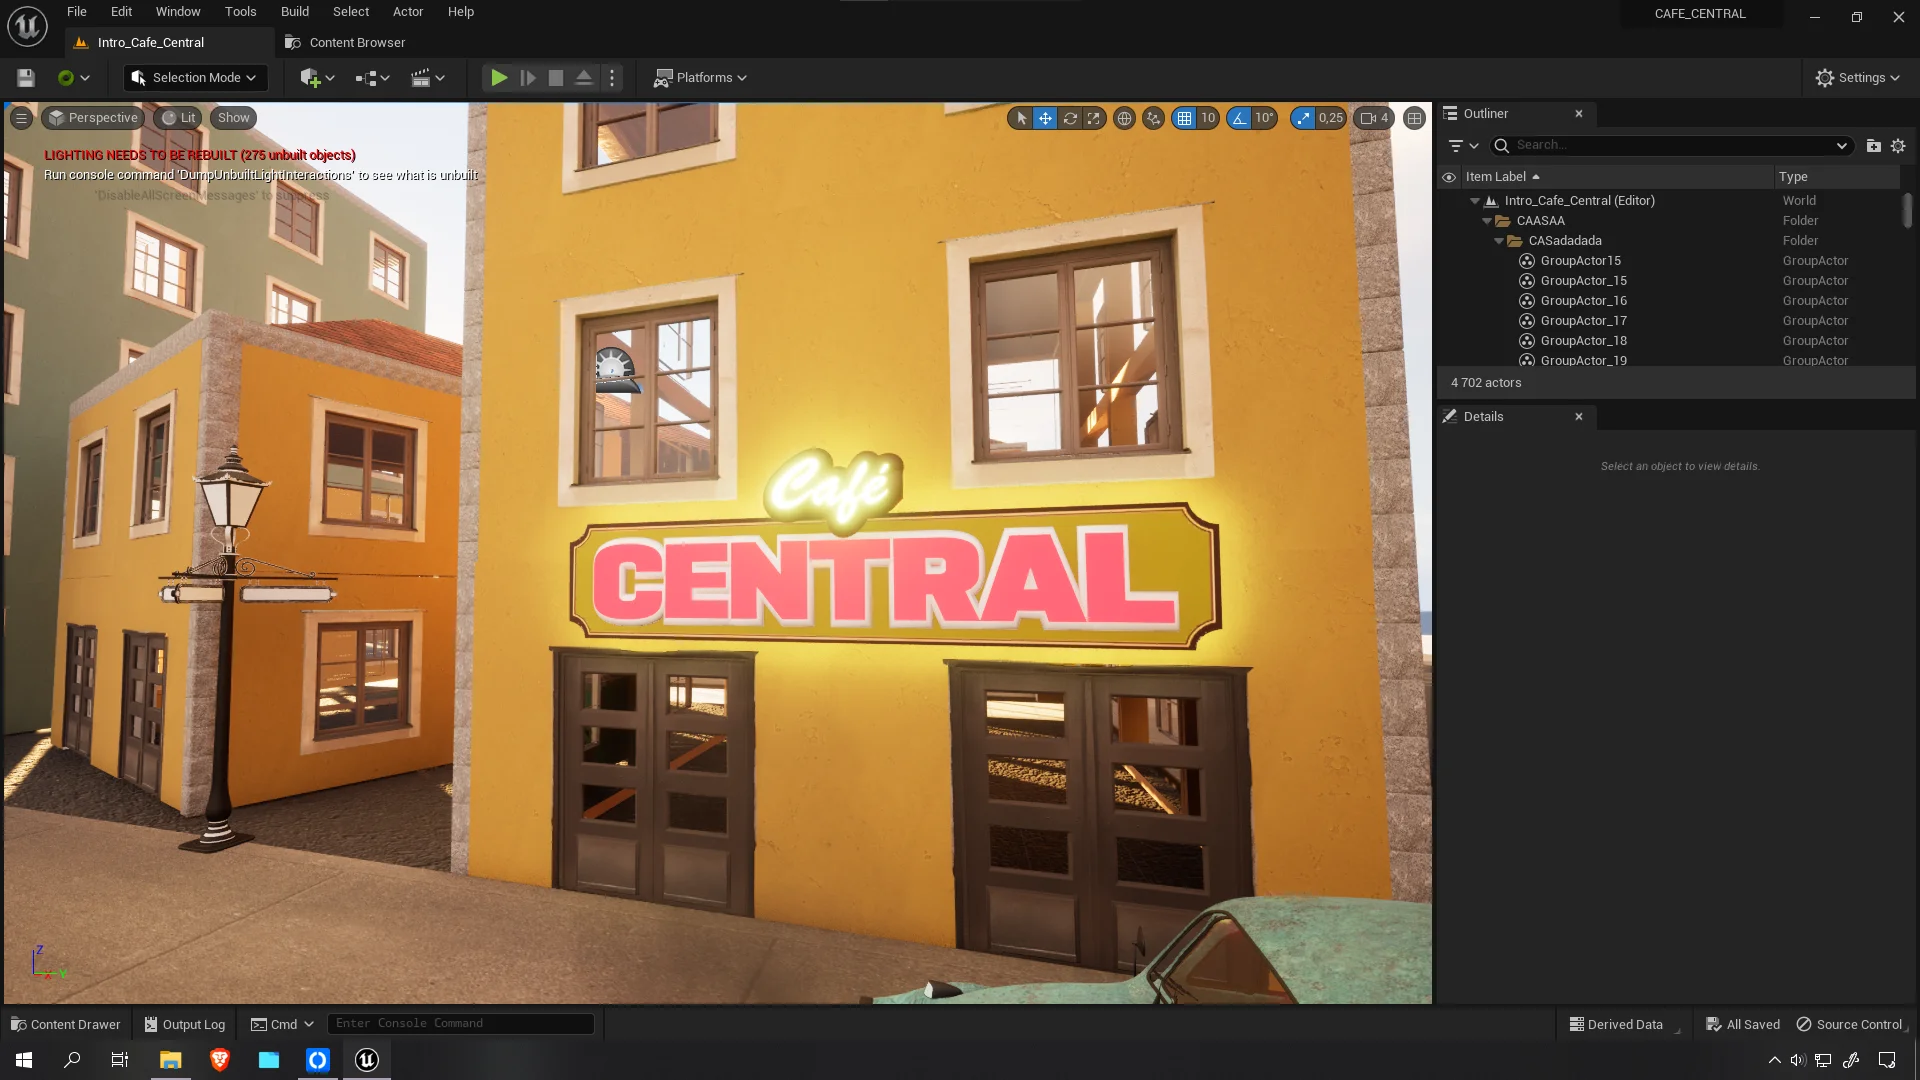 File Edit Window Tools Build Select Actor Help
CAFE_CENTRAL
Intro_Cafe_Central Content Browser
Selection Mode Platforms Settings
Perspective Lit Show 10 10° 0,25 4
LIGHTING NEEDS TO BE REBUILT (275 unbuilt objects)
Run console command 'DumpUnbuiltLightInteractions' to see what is unbuilt
'DisableAllScreenMessages' to suppress
Café
CENTRAL
Z
Y
Outliner
Search...
Item Label Type
Intro_Cafe_Central (Editor) World
CAASAA Folder
CASadadada Folder
GroupActor15 GroupActor
GroupActor_15 GroupActor
GroupActor_16 GroupActor
GroupActor_17 GroupActor
GroupActor_18 GroupActor
GroupActor_19 GroupActor
4 702 actors
Details
Select an object to view details.
Content Drawer Output Log Cmd Enter Console Command Derived Data All Saved Source Control